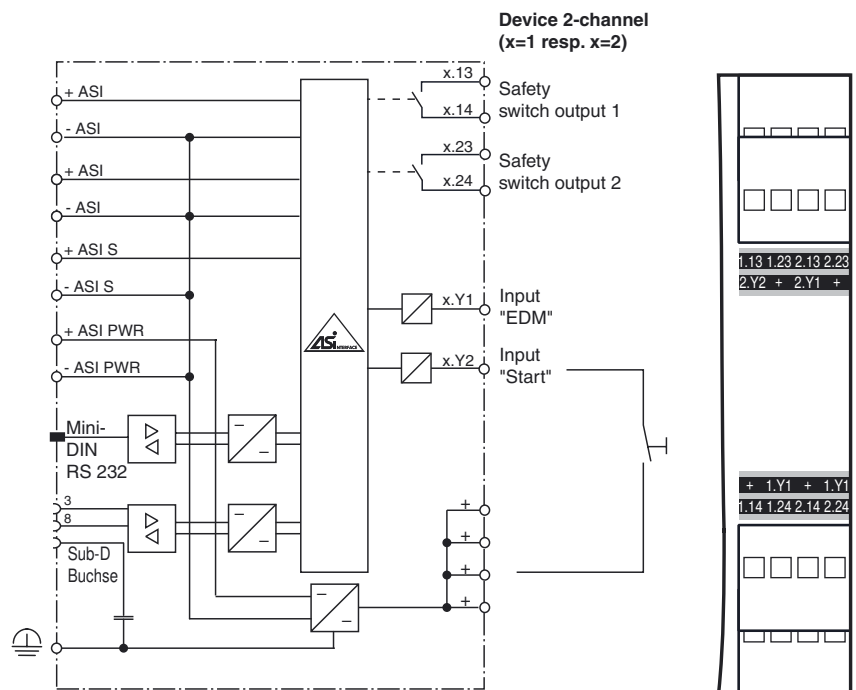 Device 2-channel
(x=1 resp. x=2)
+ ASI
- ASI
+ ASI
- ASI
+ ASI S
- ASI S
+ ASI PWR
- ASI PWR
Mini-
DIN
RS 232
3
8
Sub-D
Buchse
ASi
INTERFACE
x.13
x.14
Safety
switch output 1
x.23
x.24
Safety
switch output 2
x.Y1
Input
"EDM"
x.Y2
Input
"Start"
+
+
+
+
1.13 1.23 2.13 2.23
2.Y2 + 2.Y1 +
+ 1.Y1 + 1.Y1
1.14 1.24 2.14 2.24